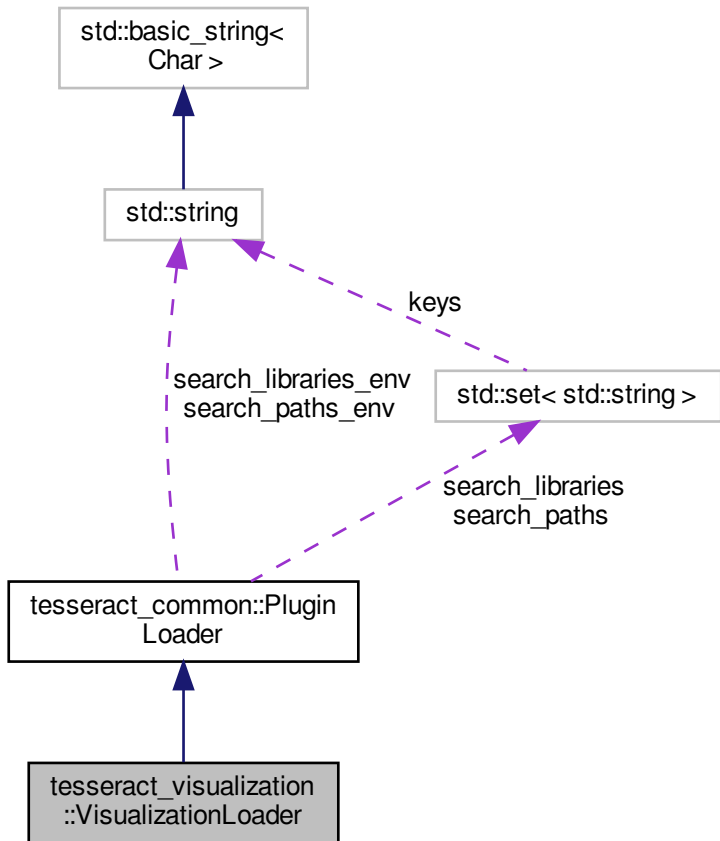 std::basic_string<
Char >
std::string
keys
search_libraries_env
search_paths_env
std::set< std::string >
search_libraries
search_paths
tesseract_common::Plugin
Loader
tesseract_visualization
::VisualizationLoader